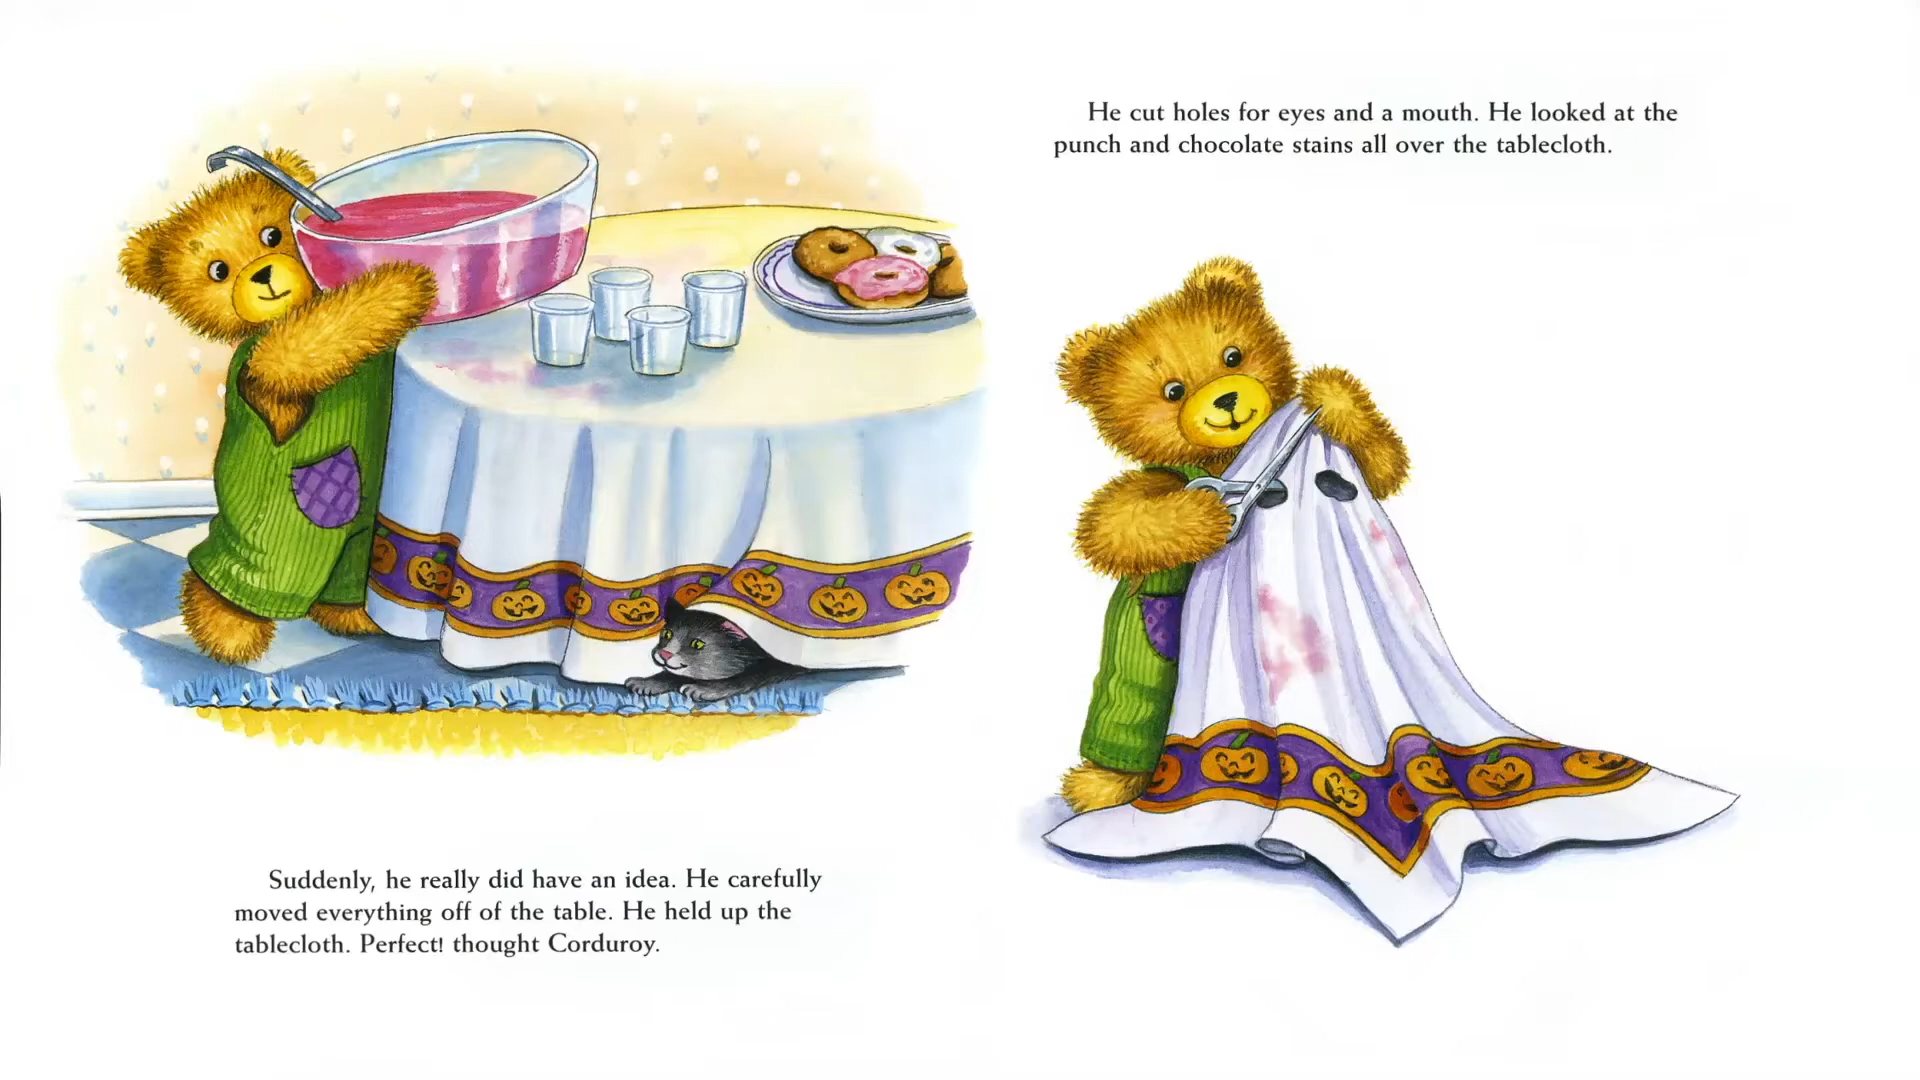 Suddenly, he really did have an idea. He carefully
moved everything off of the table. He held up the
tablecloth. Perfect! thought Corduroy.
He cut holes for eyes and a mouth. He looked at the
punch and chocolate stains all over the tablecloth.